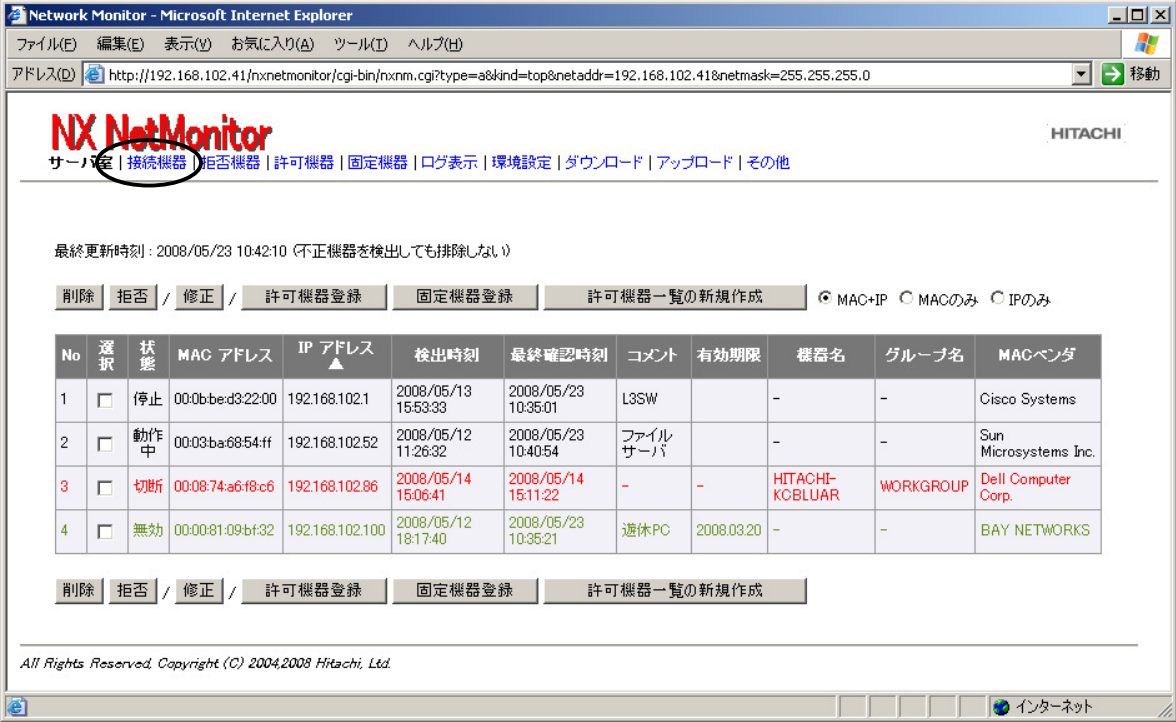 Network Monitor - Microsoft Internet Explorer
ファイル(F) 編集(E) 表示(V) お気に入り(A) ツール(T) ヘルプ(H)
アドレス(D) http://192.168.102.41/nxnetmonitor/cgi-bin/nxnm.cgi?type=a&kind=top&netaddr=192.168.102.41&netmask=255.255.255.0 移動
NX NetMonitor
HITACHI
サーバ室 | 接続機器 | 拒否機器 | 許可機器 | 固定機器 | ログ表示 | 環境設定 | ダウンロード | アップロード | その他
最終更新時刻 : 2008/05/23 10:42:10 (不正機器を検出しても排除しない)
削除 拒否 / 修正 / 許可機器登録 固定機器登録 許可機器一覧の新規作成 MAC+IP MACのみ IPのみ
No 選択 状態 MAC アドレス IP アドレス ▲ 検出時刻 最終確認時刻 コメント 有効期限 機器名 グループ名 MACベンダ
1 停止 00:0b:be:d3:22:00 192.168.102.1 2008/05/13 15:53:33 2008/05/23 10:35:01 L3SW - - Cisco Systems
2 動作中 00:03:ba:68:54:ff 192.168.102.52 2008/05/12 11:26:32 2008/05/23 10:40:54 ファイルサーバ - - Sun Microsystems Inc.
3 切断 00:08:74:a6:f8:c6 192.168.102.86 2008/05/14 15:06:41 2008/05/14 15:11:22 - - HITACHI-KCBLUAR WORKGROUP Dell Computer Corp.
4 無効 00:00:81:09:bf:32 192.168.102.100 2008/05/12 18:17:40 2008/05/23 10:35:21 遊休PC 2008.03.20 - - BAY NETWORKS
削除 拒否 / 修正 / 許可機器登録 固定機器登録 許可機器一覧の新規作成
All Rights Reserved, Copyright (C) 2004,2008 Hitachi, Ltd.
インターネット